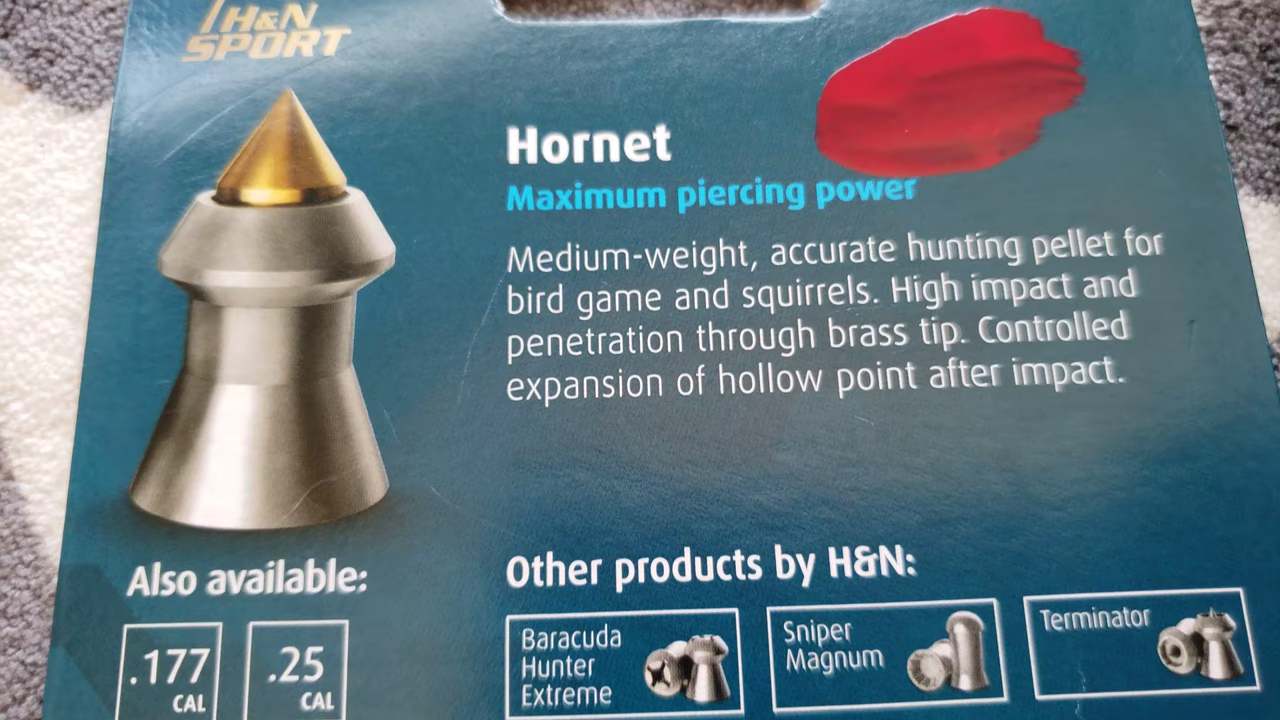 H&N
SPORT
Hornet
Maximum piercing power
Medium-weight, accurate hunting pellet for
bird game and squirrels. High impact and
penetration through brass tip. Controlled
expansion of hollow point after impact.
Also available:
.177
CAL
.25
CAL
Other products by H&N:
Baracuda
Hunter
Extreme
Sniper
Magnum
Terminator